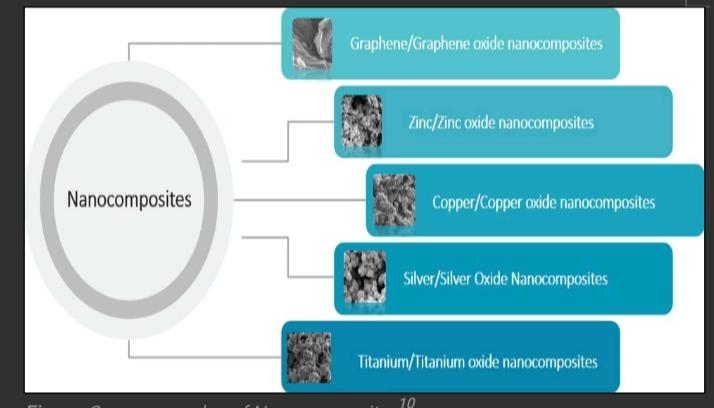 Graphene/Graphene oxide nanocomposites
Zinc/Zinc oxide nanocomposites
Nanocomposites
Copper/Copper oxide nanocomposites
Silver/Silver Oxide Nanocomposites
Titanium/Titanium oxide nanocomposites
10